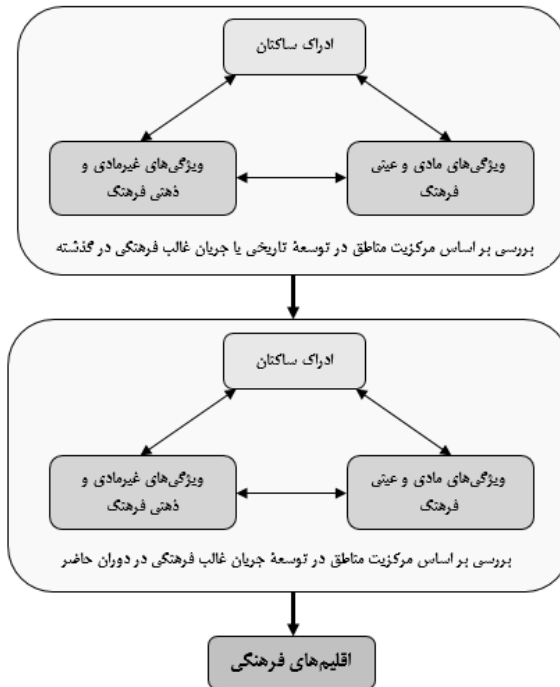 ادراک ساکنان
ویژگی‌های مادی و عینی
فرهنگ
ویژگی‌های غیرمادی و
ذهنی فرهنگ
بررسی بر اساس مرکزیت مناطق در توسعهٔ تاریخی یا جریان غالب فرهنگی در گذشته
ادراک ساکنان
ویژگی‌های مادی و عینی
فرهنگ
ویژگی‌های غیرمادی و
ذهنی فرهنگ
بررسی بر اساس مرکزیت مناطق در توسعهٔ جریان غالب فرهنگی در دوران حاضر
اقلیم‌های فرهنگی